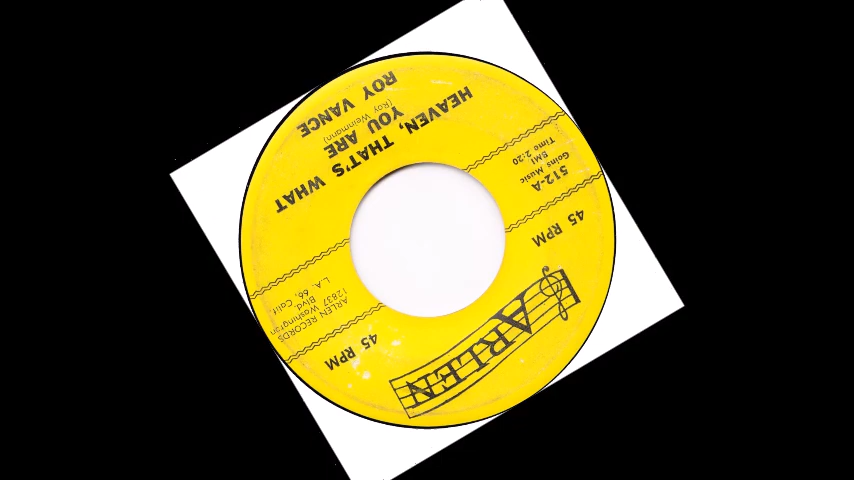 ARLEN
45 RPM
45 RPM
512-A
Goins Music
BMI
Time 2:20
ARLEN RECORDS
12837 Washington
Blvd.
L.A. 66, Calif.
HEAVEN, THAT'S WHAT
YOU ARE
(Roy Weinmann)
ROY VANCE